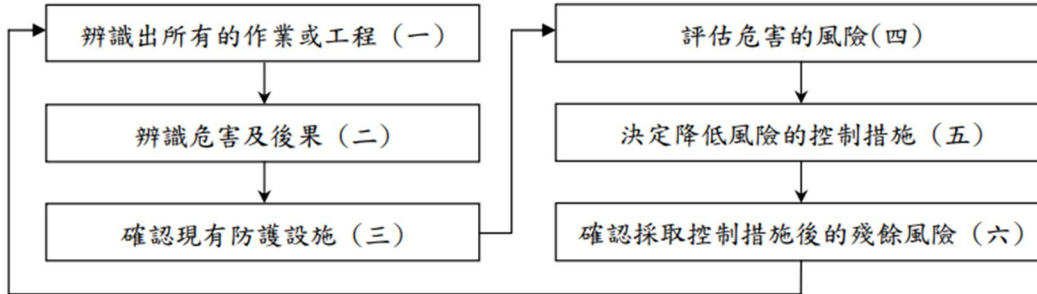 辨識出所有的作業或工程（一）
辨識危害及後果（二）
確認現有防護設施（三）
評估危害的風險(四)
決定降低風險的控制措施（五）
確認採取控制措施後的殘餘風險（六）